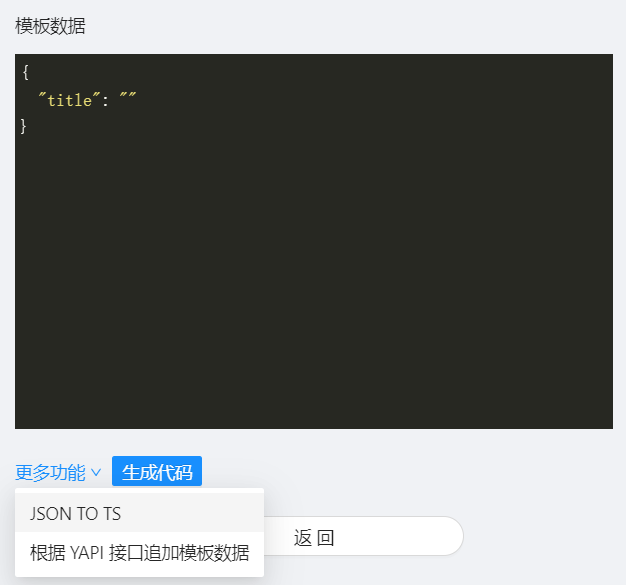 模板数据
{
  "title": ""
}
更多功能 生成代码
JSON TO TS
返 回
根据 YAPI 接口追加模板数据